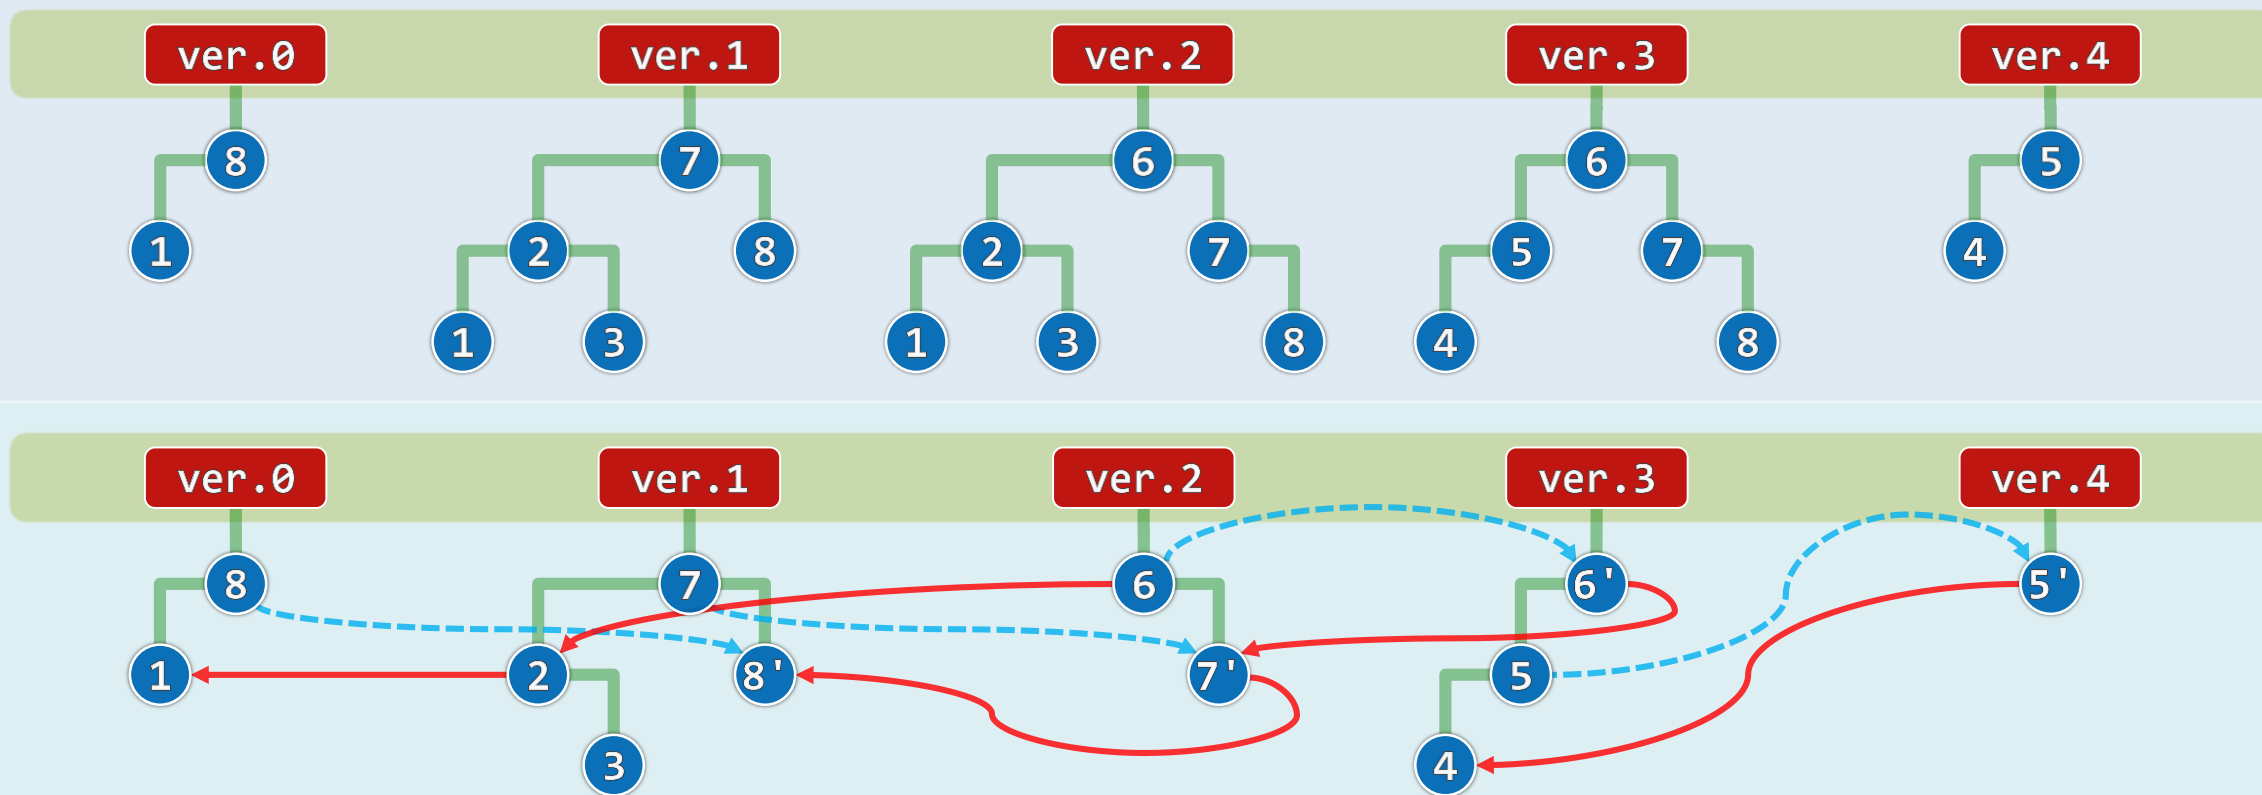 ver.0 ver.1 ver.2 ver.3 ver.4
8 7 6 6 5
1 2 8 2 7 5 7 4
1 3 1 3 8 4 8
ver.0 ver.1 ver.2 ver.3 ver.4
8 7 6 6' 5'
1 2 8' 7' 5
3 4